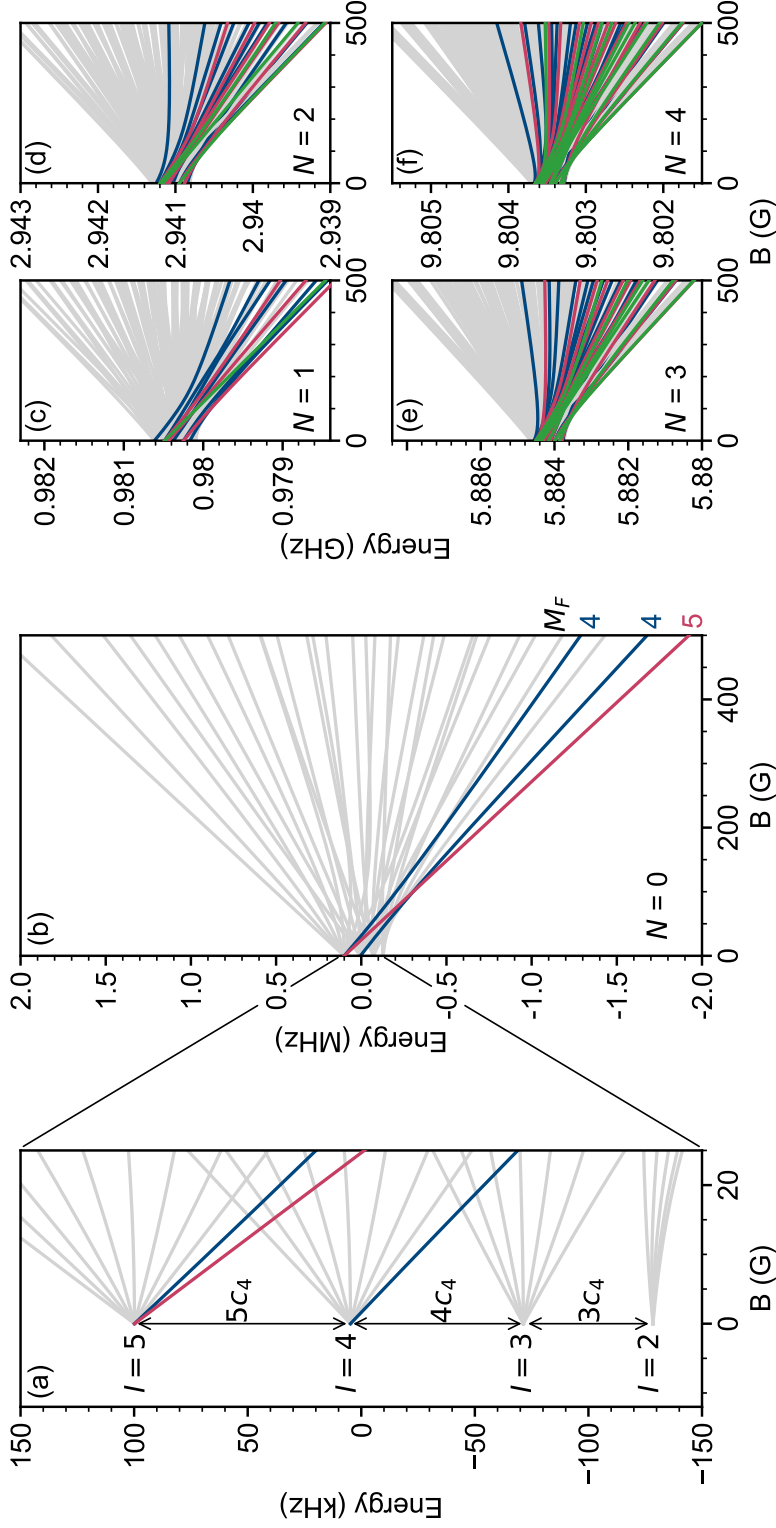 (a)
150
100
50
0
−50
−100
−150
Energy (kHz)
I = 5
I = 4
I = 3
I = 2
5c4
4c4
3c4
0
20
B (G)
(b)
2.0
1.5
1.0
0.5
0.0
-0.5
-1.0
-1.5
-2.0
Energy (MHz)
N = 0
MF
4
4
5
0
200
400
B (G)
(c)
0.982
0.981
0.98
0.979
N = 1
0
500
(d)
2.943
2.942
2.941
2.94
2.939
N = 2
0
500
Energy (GHz)
(e)
5.886
5.884
5.882
5.88
N = 3
0
500
(f)
9.805
9.804
9.803
9.802
N = 4
0
500
B (G)